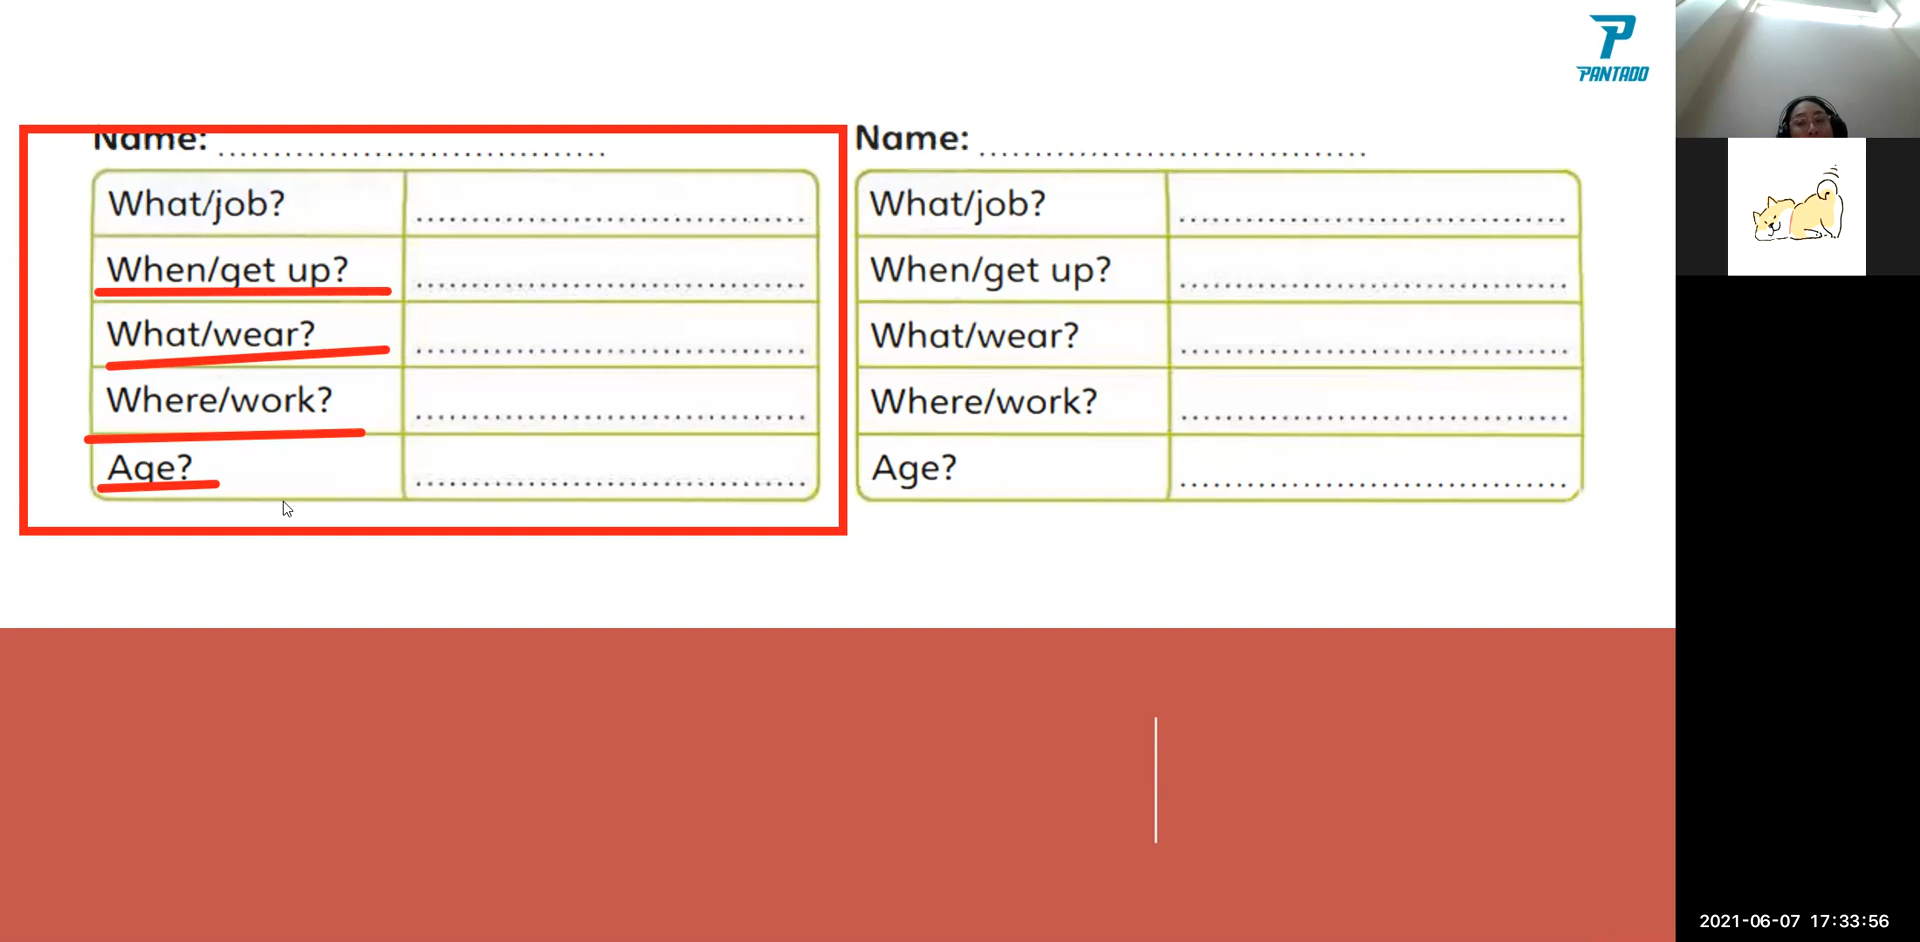 PANTADO
Name: ....................................
What/job? ....................................
When/get up? ....................................
What/wear? ....................................
Where/work? ....................................
Age? ....................................
Name: ....................................
What/job? ....................................
When/get up? ....................................
What/wear? ....................................
Where/work? ....................................
Age? ....................................
2021-06-07 17:33:56